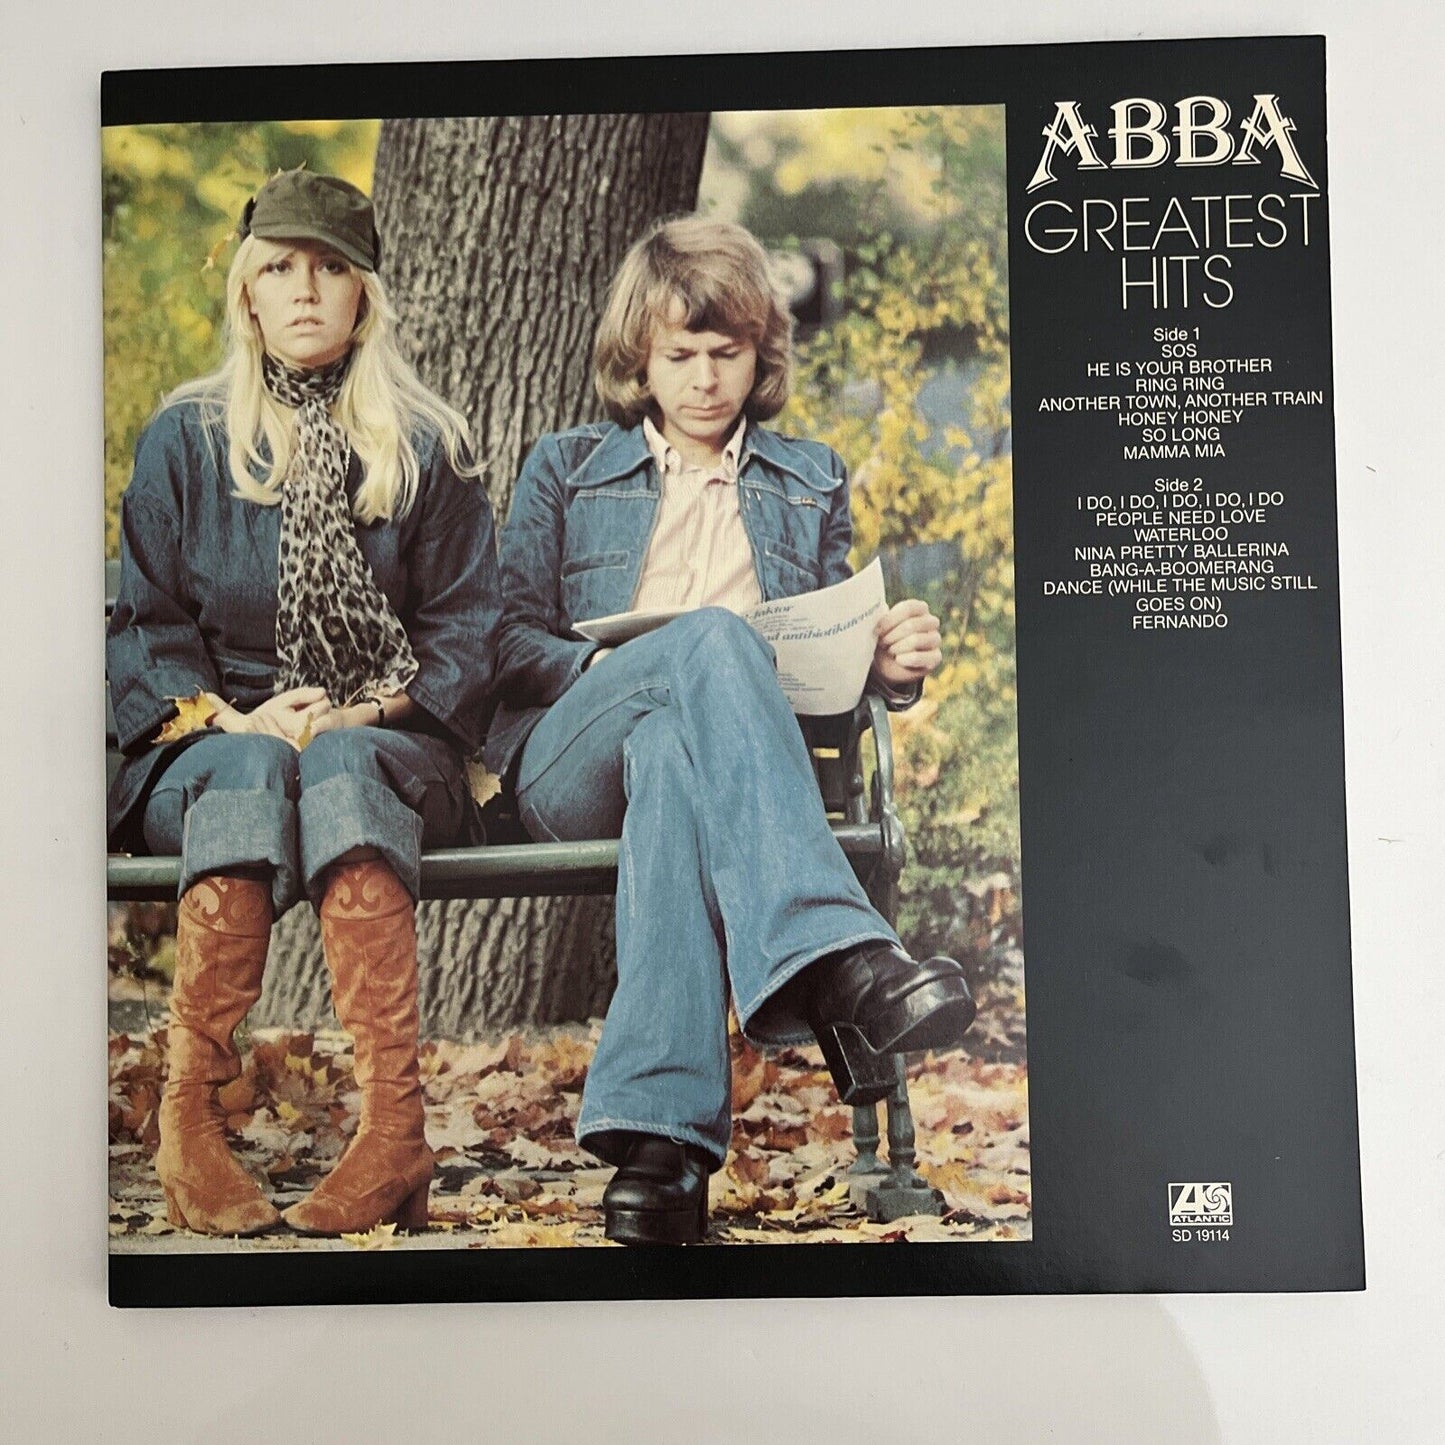 ABBA
GREATEST
HITS
Side 1
SOS
HE IS YOUR BROTHER
RING RING
ANOTHER TOWN, ANOTHER TRAIN
HONEY HONEY
SO LONG
MAMMA MIA
Side 2
I DO, I DO, I DO, I DO, I DO
PEOPLE NEED LOVE
WATERLOO
NINA PRETTY BALLERINA
BANG-A-BOOMERANG
DANCE (WHILE THE MUSIC STILL
GOES ON)
FERNANDO
ATLANTIC
SD 19114